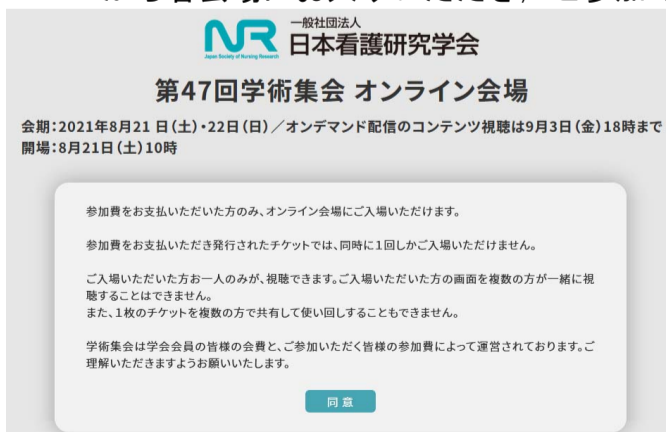 一般社団法人
NR 日本看護研究学会
Japan Society of Nursing Research
第47回学術集会 オンライン会場
会期:2021年8月21日(土)・22日(日)/オンデマンド配信のコンテンツ視聴は9月3日(金)18時まで
開場:8月21日(土)10時
参加費をお支払いただいた方のみ、オンライン会場にご入場いただけます。
参加費をお支払いただき発行されたチケットでは、同時に1回しかご入場いただけません。
ご入場いただいた方お一人のみが、視聴できます。ご入場いただいた方の画面を複数の方が一緒に視
聴することはできません。
また、1枚のチケットを複数の方で共有して使い回しすることもできません。
学術集会は学会会員の皆様の会費と、ご参加いただく皆様の参加費によって運営されております。ご
理解いただきますようお願いいたします。
同意